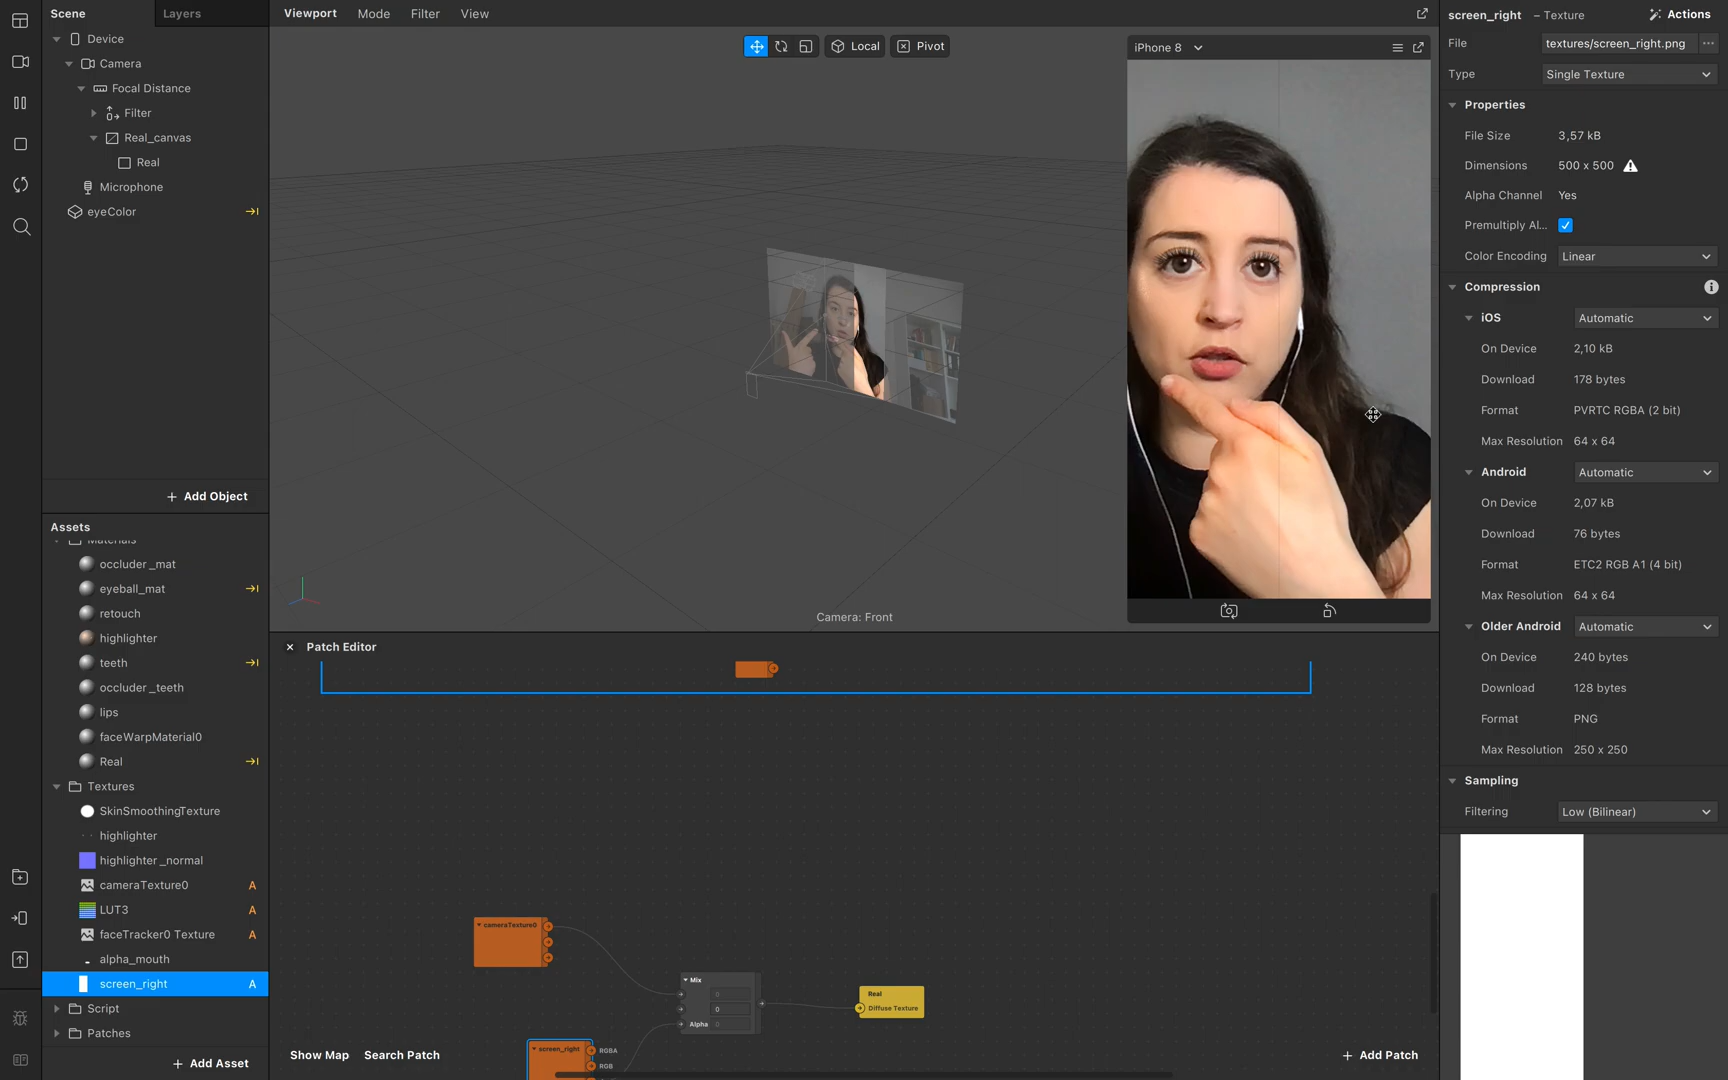 Scene
Layers
Device
Camera
Focal Distance
Filter
Real_canvas
Real
Microphone
eyeColor
+ Add Object
Assets
Materials
occluder_mat
eyeball_mat
retouch
highlighter
teeth
occluder_teeth
lips
faceWarpMaterial0
Real
Textures
SkinSmoothingTexture
highlighter
highlighter_normal
cameraTexture0 A
LUT3 A
faceTracker0 Texture A
alpha_mouth
screen_right A
Script
Patches
+ Add Asset
Viewport Mode Filter View
Local
Pivot
iPhone 8
Camera: Front
Patch Editor
cameraTexture0
Mix
0
0
Alpha 0
Real
Diffuse Texture
screen_right
RGBA
RGB
Show Map Search Patch
+ Add Patch
screen_right – Texture
Actions
File textures/screen_right.png ...
Type Single Texture
Properties
File Size 3,57 kB
Dimensions 500 x 500
Alpha Channel Yes
Premultiply Al...
Color Encoding Linear
Compression
iOS Automatic
On Device 2,10 kB
Download 178 bytes
Format PVRTC RGBA (2 bit)
Max Resolution 64 x 64
Android Automatic
On Device 2,07 kB
Download 76 bytes
Format ETC2 RGB A1 (4 bit)
Max Resolution 64 x 64
Older Android Automatic
On Device 240 bytes
Download 128 bytes
Format PNG
Max Resolution 250 x 250
Sampling
Filtering Low (Bilinear)